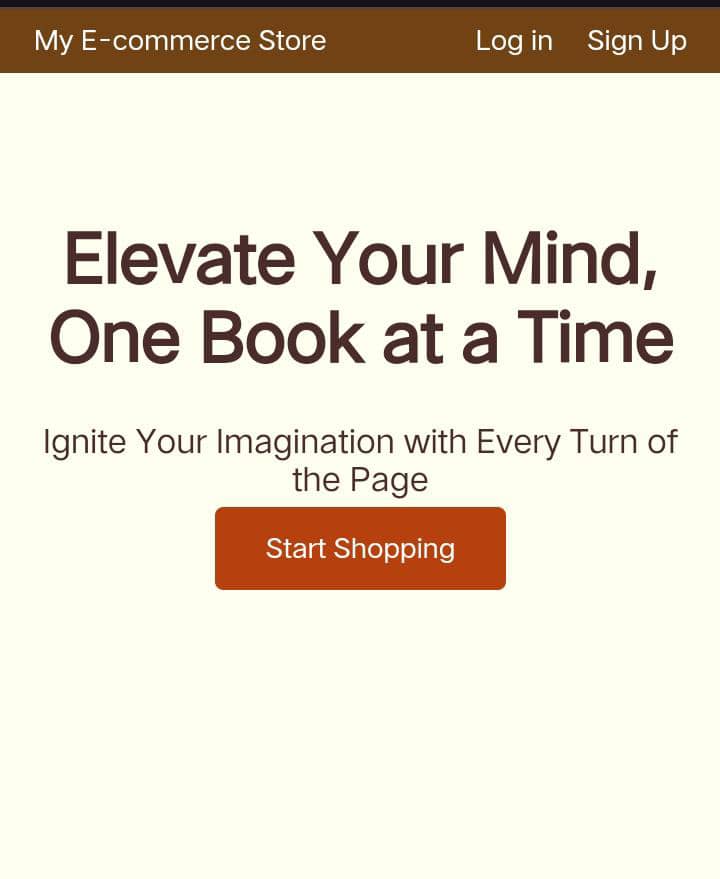 My E-commerce Store Log in Sign Up
Elevate Your Mind,
One Book at a Time
Ignite Your Imagination with Every Turn of
the Page
Start Shopping